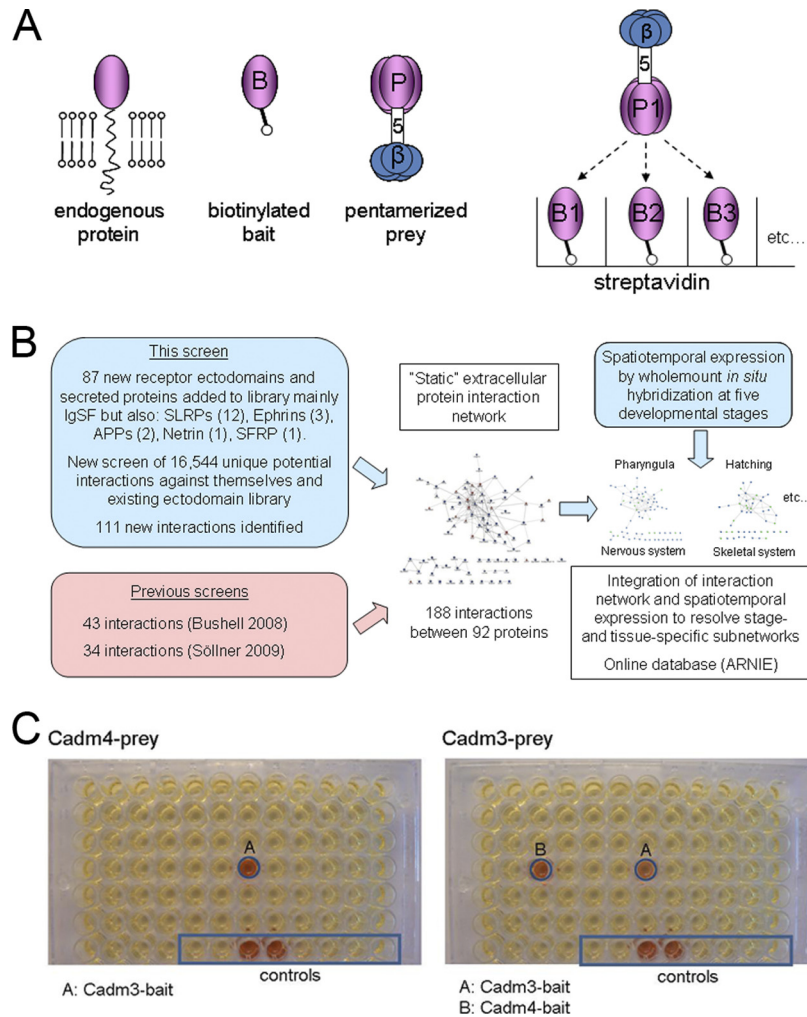 A
B
P
5
β
β
5
P1
B1
B2
B3
etc...
endogenous
protein
biotinylated
bait
pentamerized
prey
streptavidin
B
This screen
87 new receptor ectodomains and
secreted proteins added to library mainly
IgSF but also: SLRPs (12), Ephrins (3),
APPs (2), Netrin (1), SFRP (1).
New screen of 16,544 unique potential
interactions against themselves and
existing ectodomain library
111 new interactions identified
Previous screens
43 interactions (Bushell 2008)
34 interactions (Söllner 2009)
"Static" extracellular
protein interaction
network
188 interactions
between 92 proteins
Spatiotemporal expression
by wholemount in situ
hybridization at five
developmental stages
Pharyngula
Hatching
etc...
Nervous system
Skeletal system
Integration of interaction
network and spatiotemporal
expression to resolve stage-
and tissue-specific subnetworks
Online database (ARNIE)
C
Cadm4-prey
A
controls
A: Cadm3-bait
Cadm3-prey
B
A
controls
A: Cadm3-bait
B: Cadm4-bait